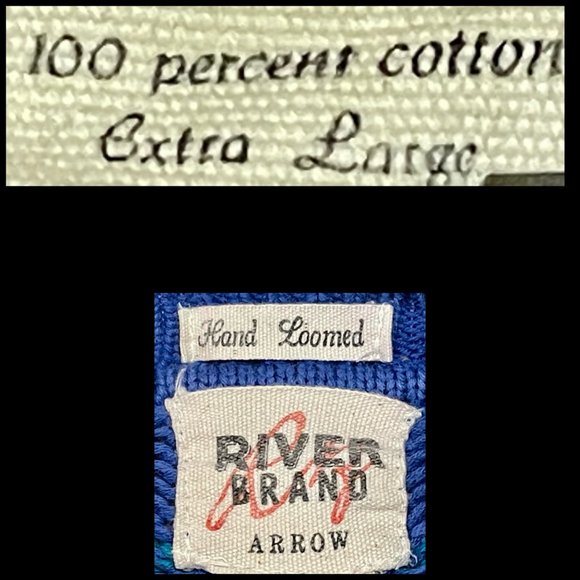 100 percent cotton
Extra Large
Hand Loomed
RIVER
BRAND
ARROW